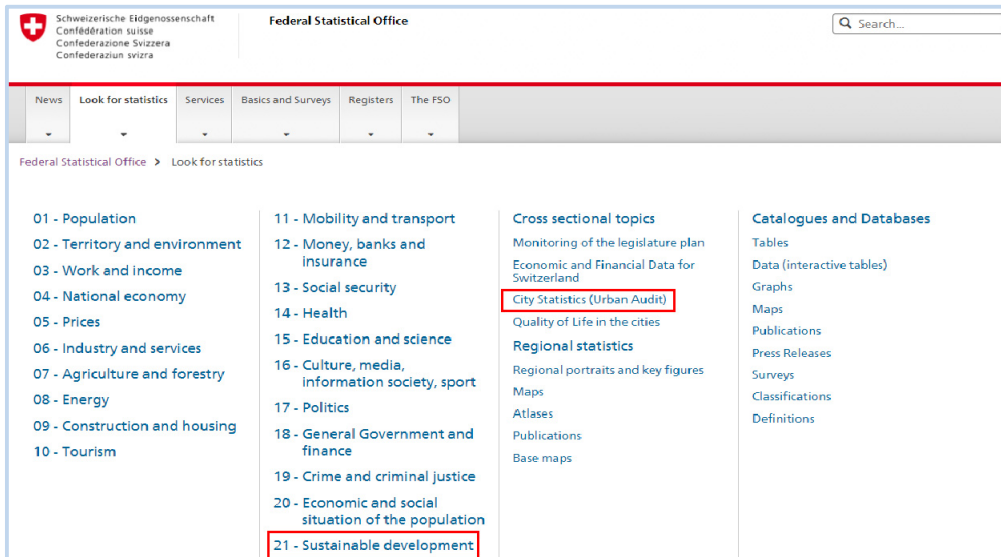 Schweizerische Eidgenossenschaft
Confédération suisse
Confederazione Svizzera
Confederaziun svizra
Federal Statistical Office
Search...
News
Look for statistics
Services
Basics and Surveys
Registers
The FSO
Federal Statistical Office > Look for statistics
01 - Population
02 - Territory and environment
03 - Work and income
04 - National economy
05 - Prices
06 - Industry and services
07 - Agriculture and forestry
08 - Energy
09 - Construction and housing
10 - Tourism
11 - Mobility and transport
12 - Money, banks and
insurance
13 - Social security
14 - Health
15 - Education and science
16 - Culture, media,
information society, sport
17 - Politics
18 - General Government and
finance
19 - Crime and criminal justice
20 - Economic and social
situation of the population
21 - Sustainable development
Cross sectional topics
Monitoring of the legislature plan
Economic and Financial Data for
Switzerland
City Statistics (Urban Audit)
Quality of Life in the cities
Regional statistics
Regional portraits and key figures
Maps
Atlases
Publications
Base maps
Catalogues and Databases
Tables
Data (interactive tables)
Graphs
Maps
Publications
Press Releases
Surveys
Classifications
Definitions